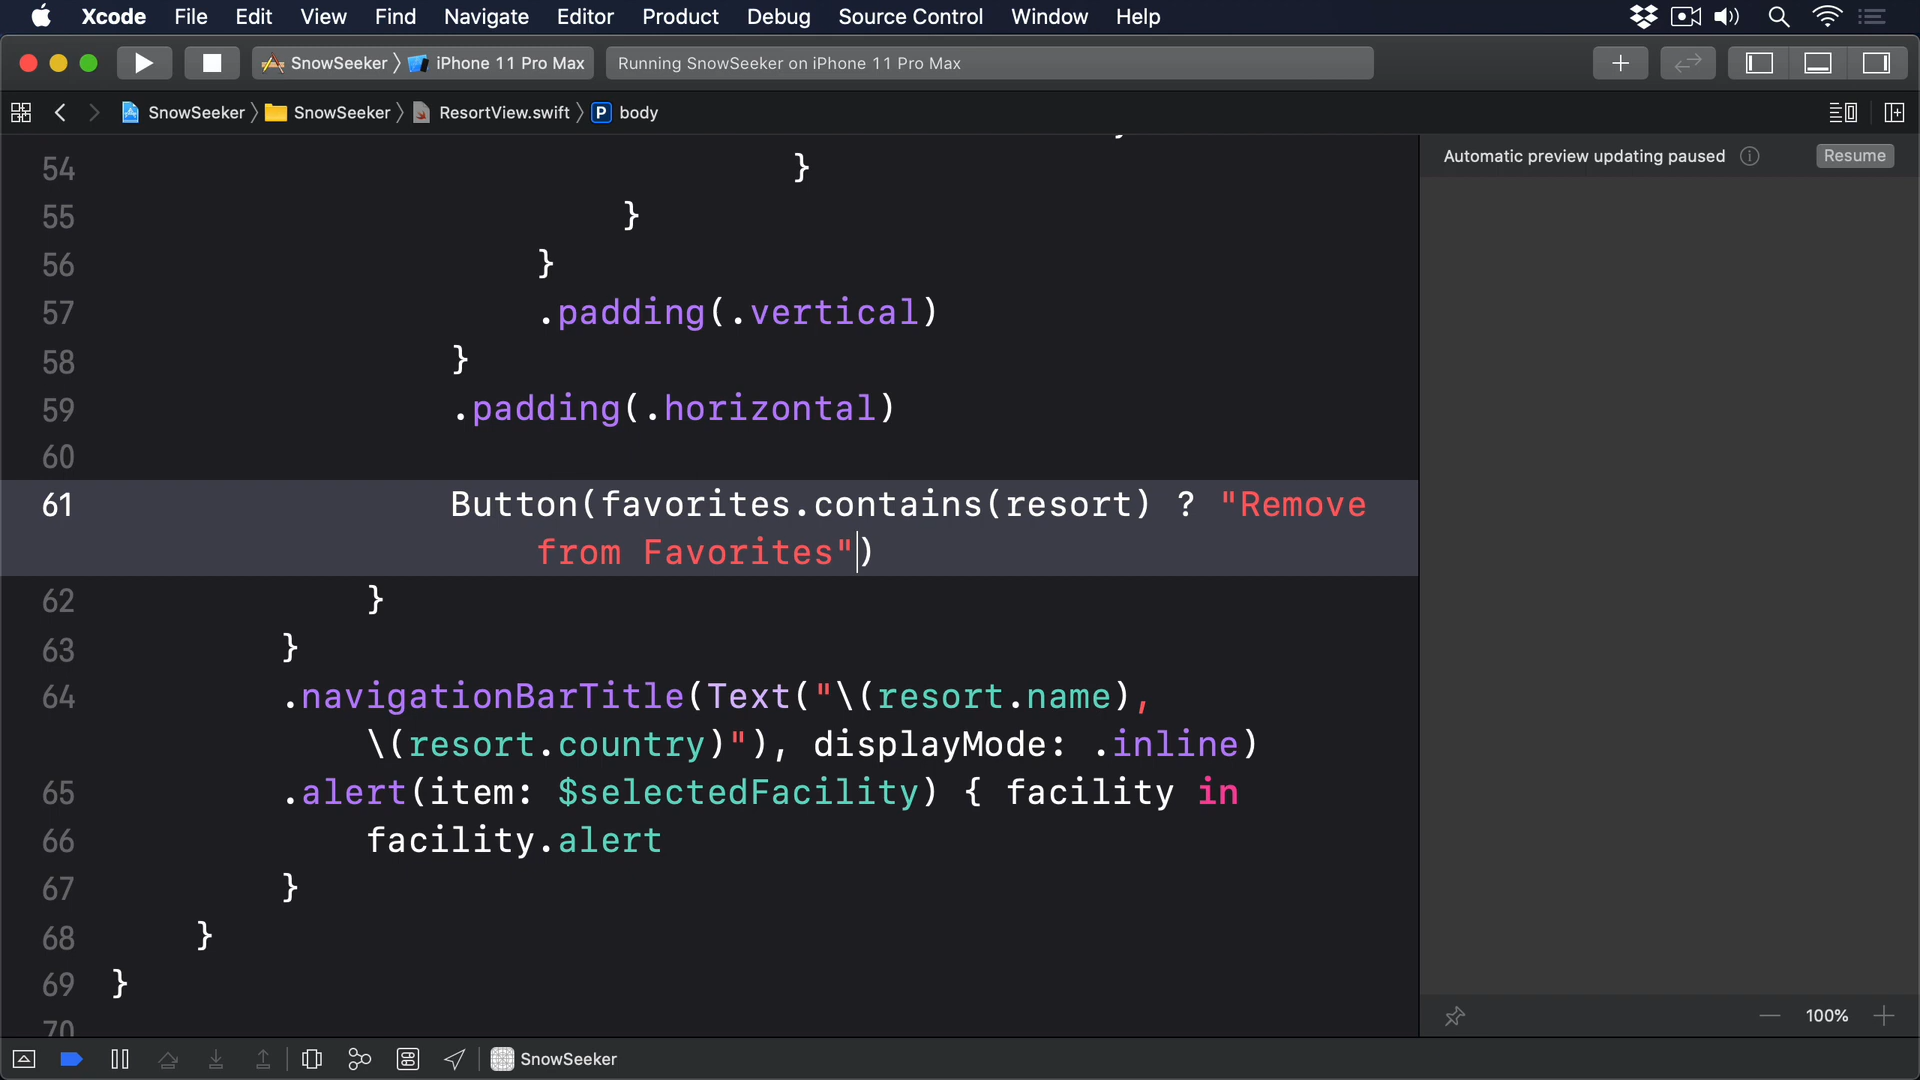 Xcode File Edit View Find Navigate Editor Product Debug Source Control Window Help
SnowSeeker iPhone 11 Pro Max Running SnowSeeker on iPhone 11 Pro Max
SnowSeeker SnowSeeker ResortView.swift P body
Automatic preview updating paused Resume
54 }
55 }
56 }
57 .padding(.vertical)
58 }
59 .padding(.horizontal)
60
61 Button(favorites.contains(resort) ? "Remove
from Favorites")
62 }
63 }
64 .navigationBarTitle(Text("\(resort.name),
\(resort.country)"), displayMode: .inline)
65 .alert(item: $selectedFacility) { facility in
66 facility.alert
67 }
68 }
69 }
70
100%
SnowSeeker